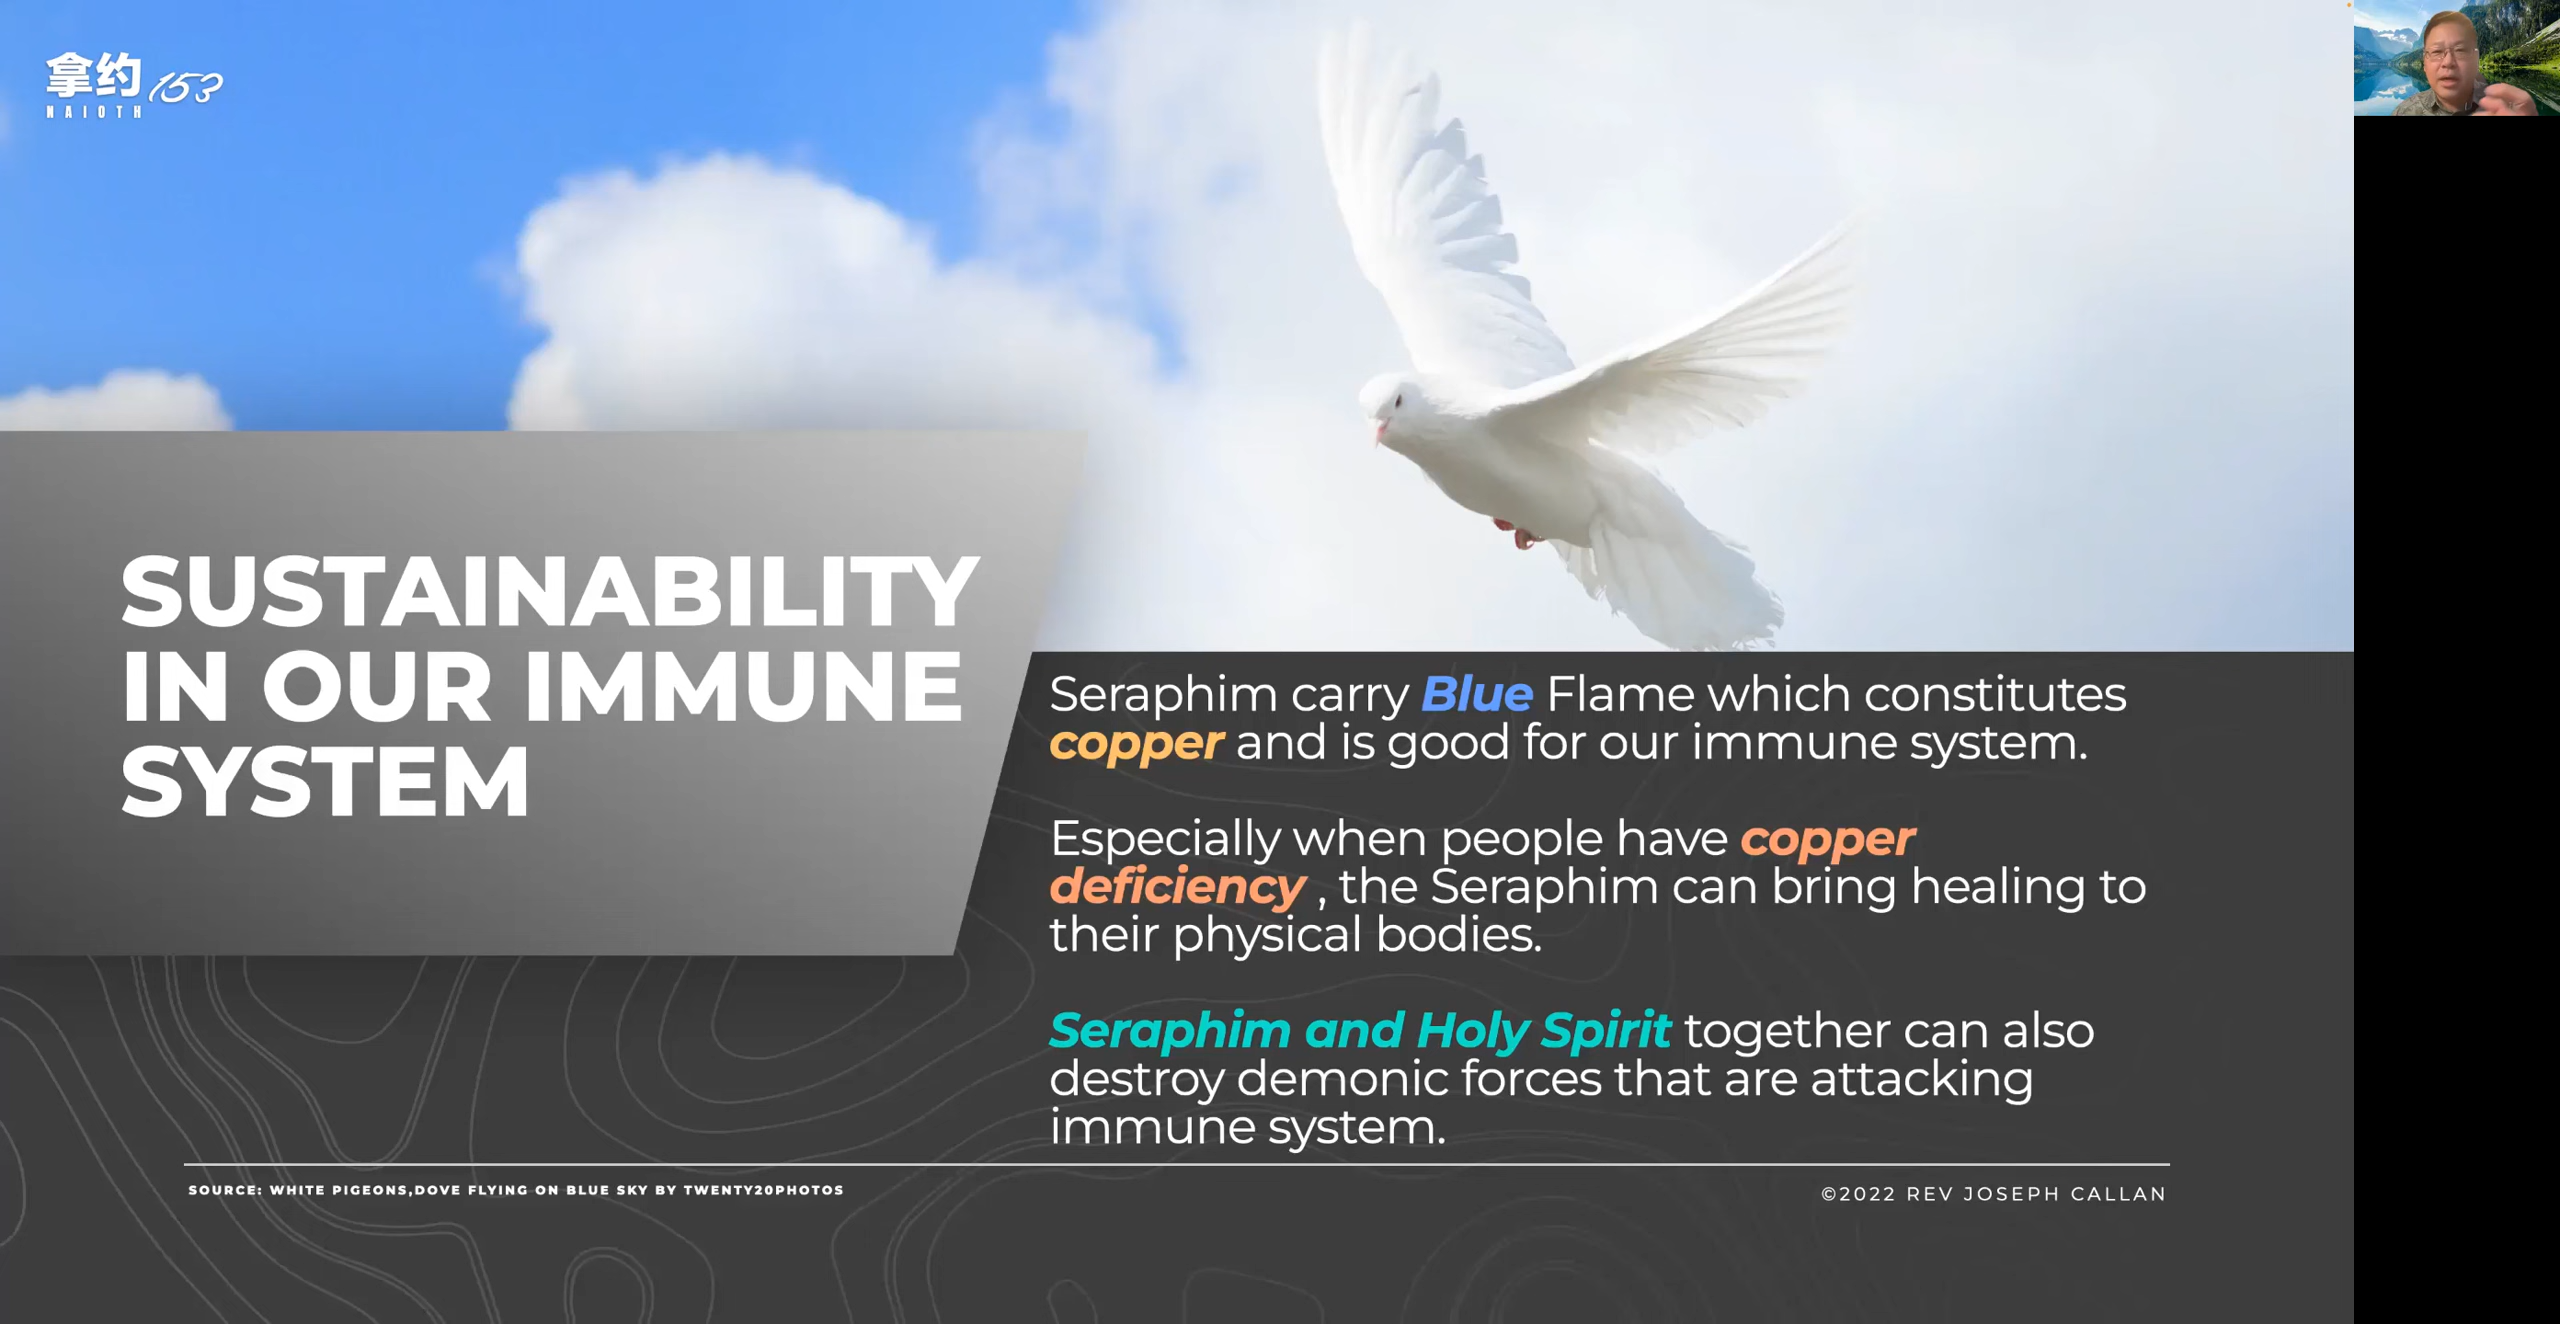 拿约 153
NAIOTH
SUSTAINABILITY
IN OUR IMMUNE
SYSTEM
Seraphim carry Blue Flame which constitutes
copper and is good for our immune system.
Especially when people have copper
deficiency , the Seraphim can bring healing to
their physical bodies.
Seraphim and Holy Spirit together can also
destroy demonic forces that are attacking
immune system.
SOURCE: WHITE PIGEONS,DOVE FLYING ON BLUE SKY BY TWENTY20PHOTOS
©2022 REV JOSEPH CALLAN